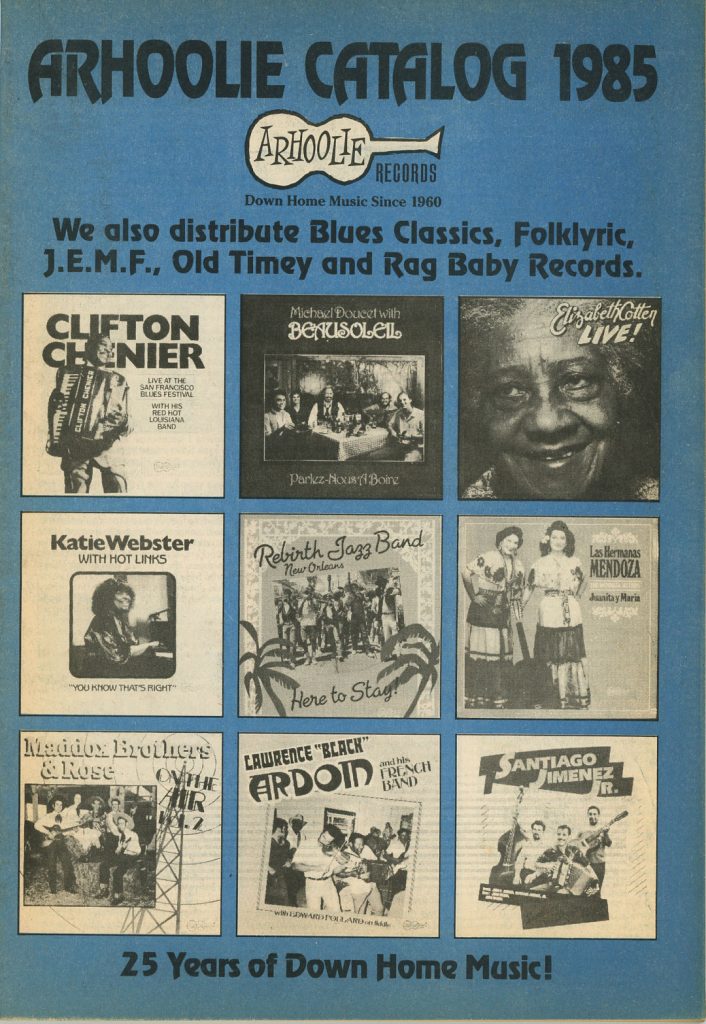 ARHOOLIE CATALOG 1985
ARHOOLIE
RECORDS
Down Home Music Since 1960
We also distribute Blues Classics, Folklyric,
J.E.M.F., Old Timey and Rag Baby Records.
CLIFTON
CHENIER
LIVE AT THE
SAN FRANCISCO
BLUES FESTIVAL
WITH HIS
RED HOT
LOUISIANA
BAND
CLIFTON CHENIER
Michael Doucet with
BEAUSOLEIL
Parlez-Nous À Boire
Elizabeth Cotten
LIVE!
Katie Webster
WITH HOT LINKS
"YOU KNOW THAT'S RIGHT"
Rebirth Jazz Band
New Orleans
Here to Stay!
Las Hermanas
MENDOZA
Juanita y Maria
Maddox Brothers
& Rose
ON THE
AIR
VOL. 2
LAWRENCE "BLACK"
ARDOIN
and his
FRENCH
BAND
with EDWARD POULLARD on fiddle
SANTIAGO
JIMENEZ
JR.
25 Years of Down Home Music!